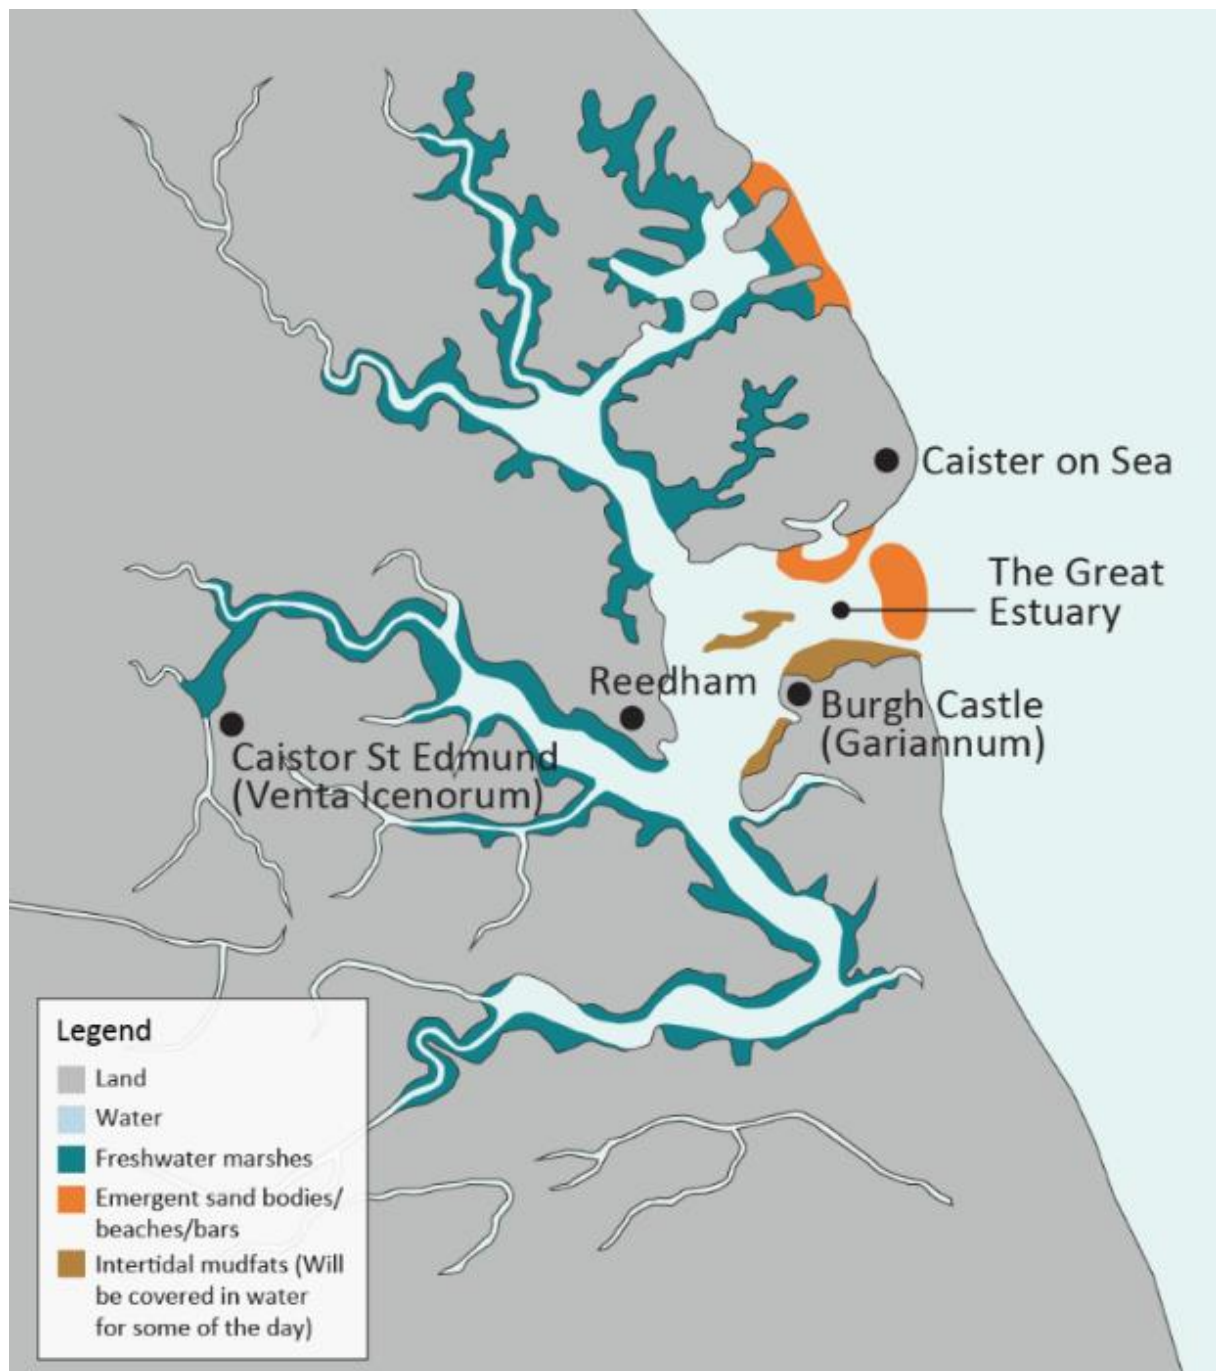 Caister on Sea
The Great
Estuary
Reedham
Burgh Castle
(Gariannum)
Caistor St Edmund
(Venta Icenorum)
Legend
Land
Water
Freshwater marshes
Emergent sand bodies/
beaches/bars
Intertidal mudfats (Will
be covered in water
for some of the day)